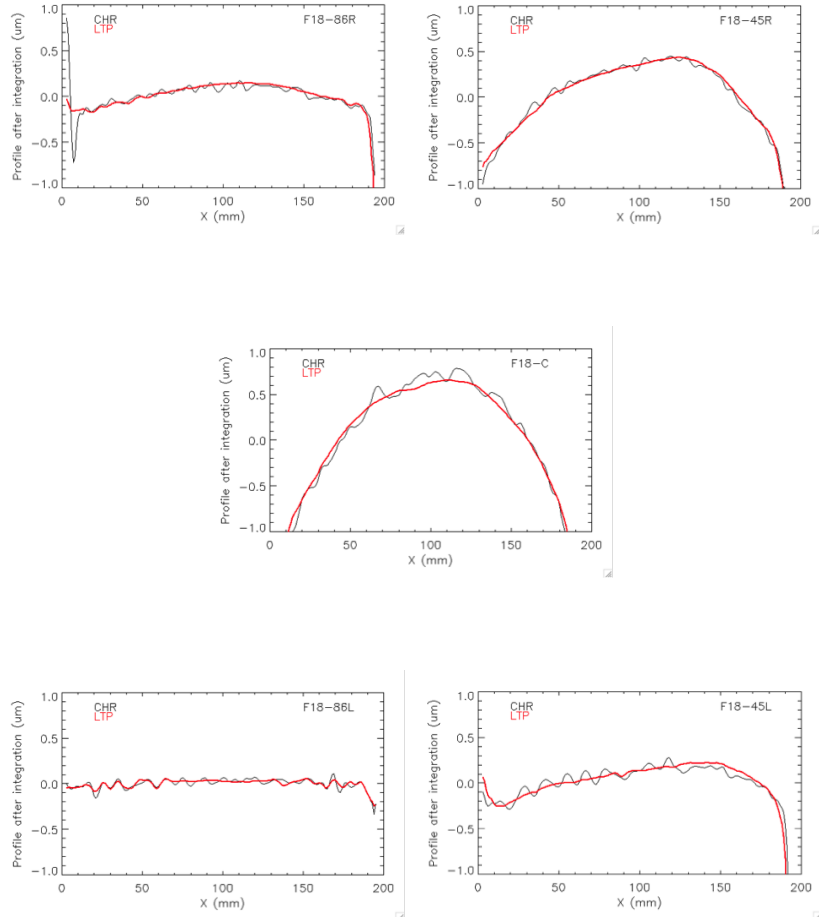 CHR F18-86R
LTP
Profile after integration (um)
1.0
0.5
0.0
−0.5
−1.0
0 50 100 150 200
X (mm)
CHR F18-45R
LTP
Profile after integration (um)
1.0
0.5
0.0
−0.5
−1.0
0 50 100 150 200
X (mm)
CHR F18-C
LTP
Profile after integration (um)
1.0
0.5
0.0
−0.5
−1.0
0 50 100 150 200
X (mm)
CHR F18-86L
LTP
Profile after integration (um)
1.0
0.5
0.0
−0.5
−1.0
0 50 100 150 200
X (mm)
CHR F18-45L
LTP
Profile after integration (um)
1.0
0.5
0.0
−0.5
−1.0
0 50 100 150 200
X (mm)